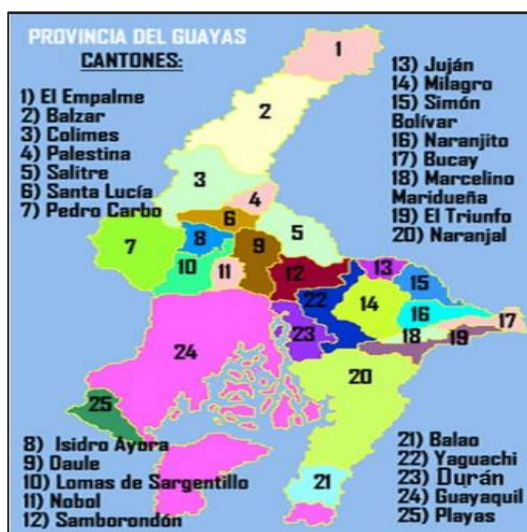 PROVINCIA DEL GUAYAS
CANTONES:
1) El Empalme
2) Balzar
3) Colimes
4) Palestina
5) Salitre
6) Santa Lucía
7) Pedro Carbo
13) Juján
14) Milagro
15) Simón
Bolívar
16) Naranjito
17) Bucay
18) Marcelino
Maridueña
19) El Triunfo
20) Naranjal
1
2
3
4
6
5
7
8
9
10
11
12
13
22
14
15
16
17
23
18
19
24
20
25
21
8) Isidro Ayora
9) Daule
10) Lomas de Sargentillo
11) Nobol
12) Samborondón
21) Balao
22) Yaguachi
23) Durán
24) Guayaquil
25) Playas